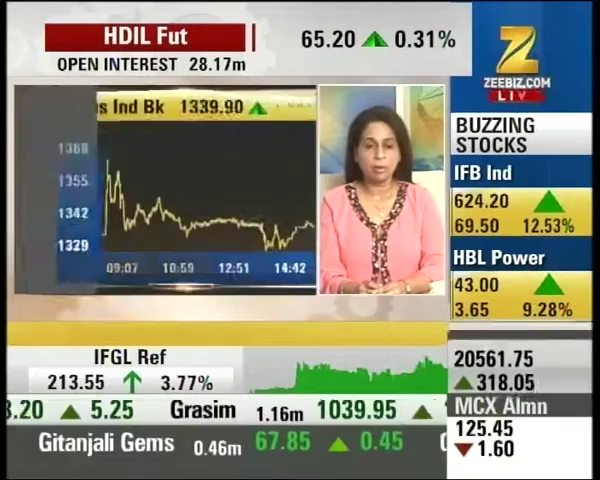 HDIL Fut
65.20 0.31%
OPEN INTEREST 28.17m
ZEEBIZ.COM
LIV
s Ind Bk 1339.90
1368
1355
1342
1329
09:07 10:59 12:51 14:42
BUZZING
STOCKS
IFB Ind
624.20
69.50 12.53%
HBL Power
43.00
3.65 9.28%
IFGL Ref
213.55 3.77%
20561.75
318.05
MCX Almn
125.45
1.60
3.20 5.25 Grasim 1.16m 1039.95
Gitanjali Gems 0.46m 67.85 0.45